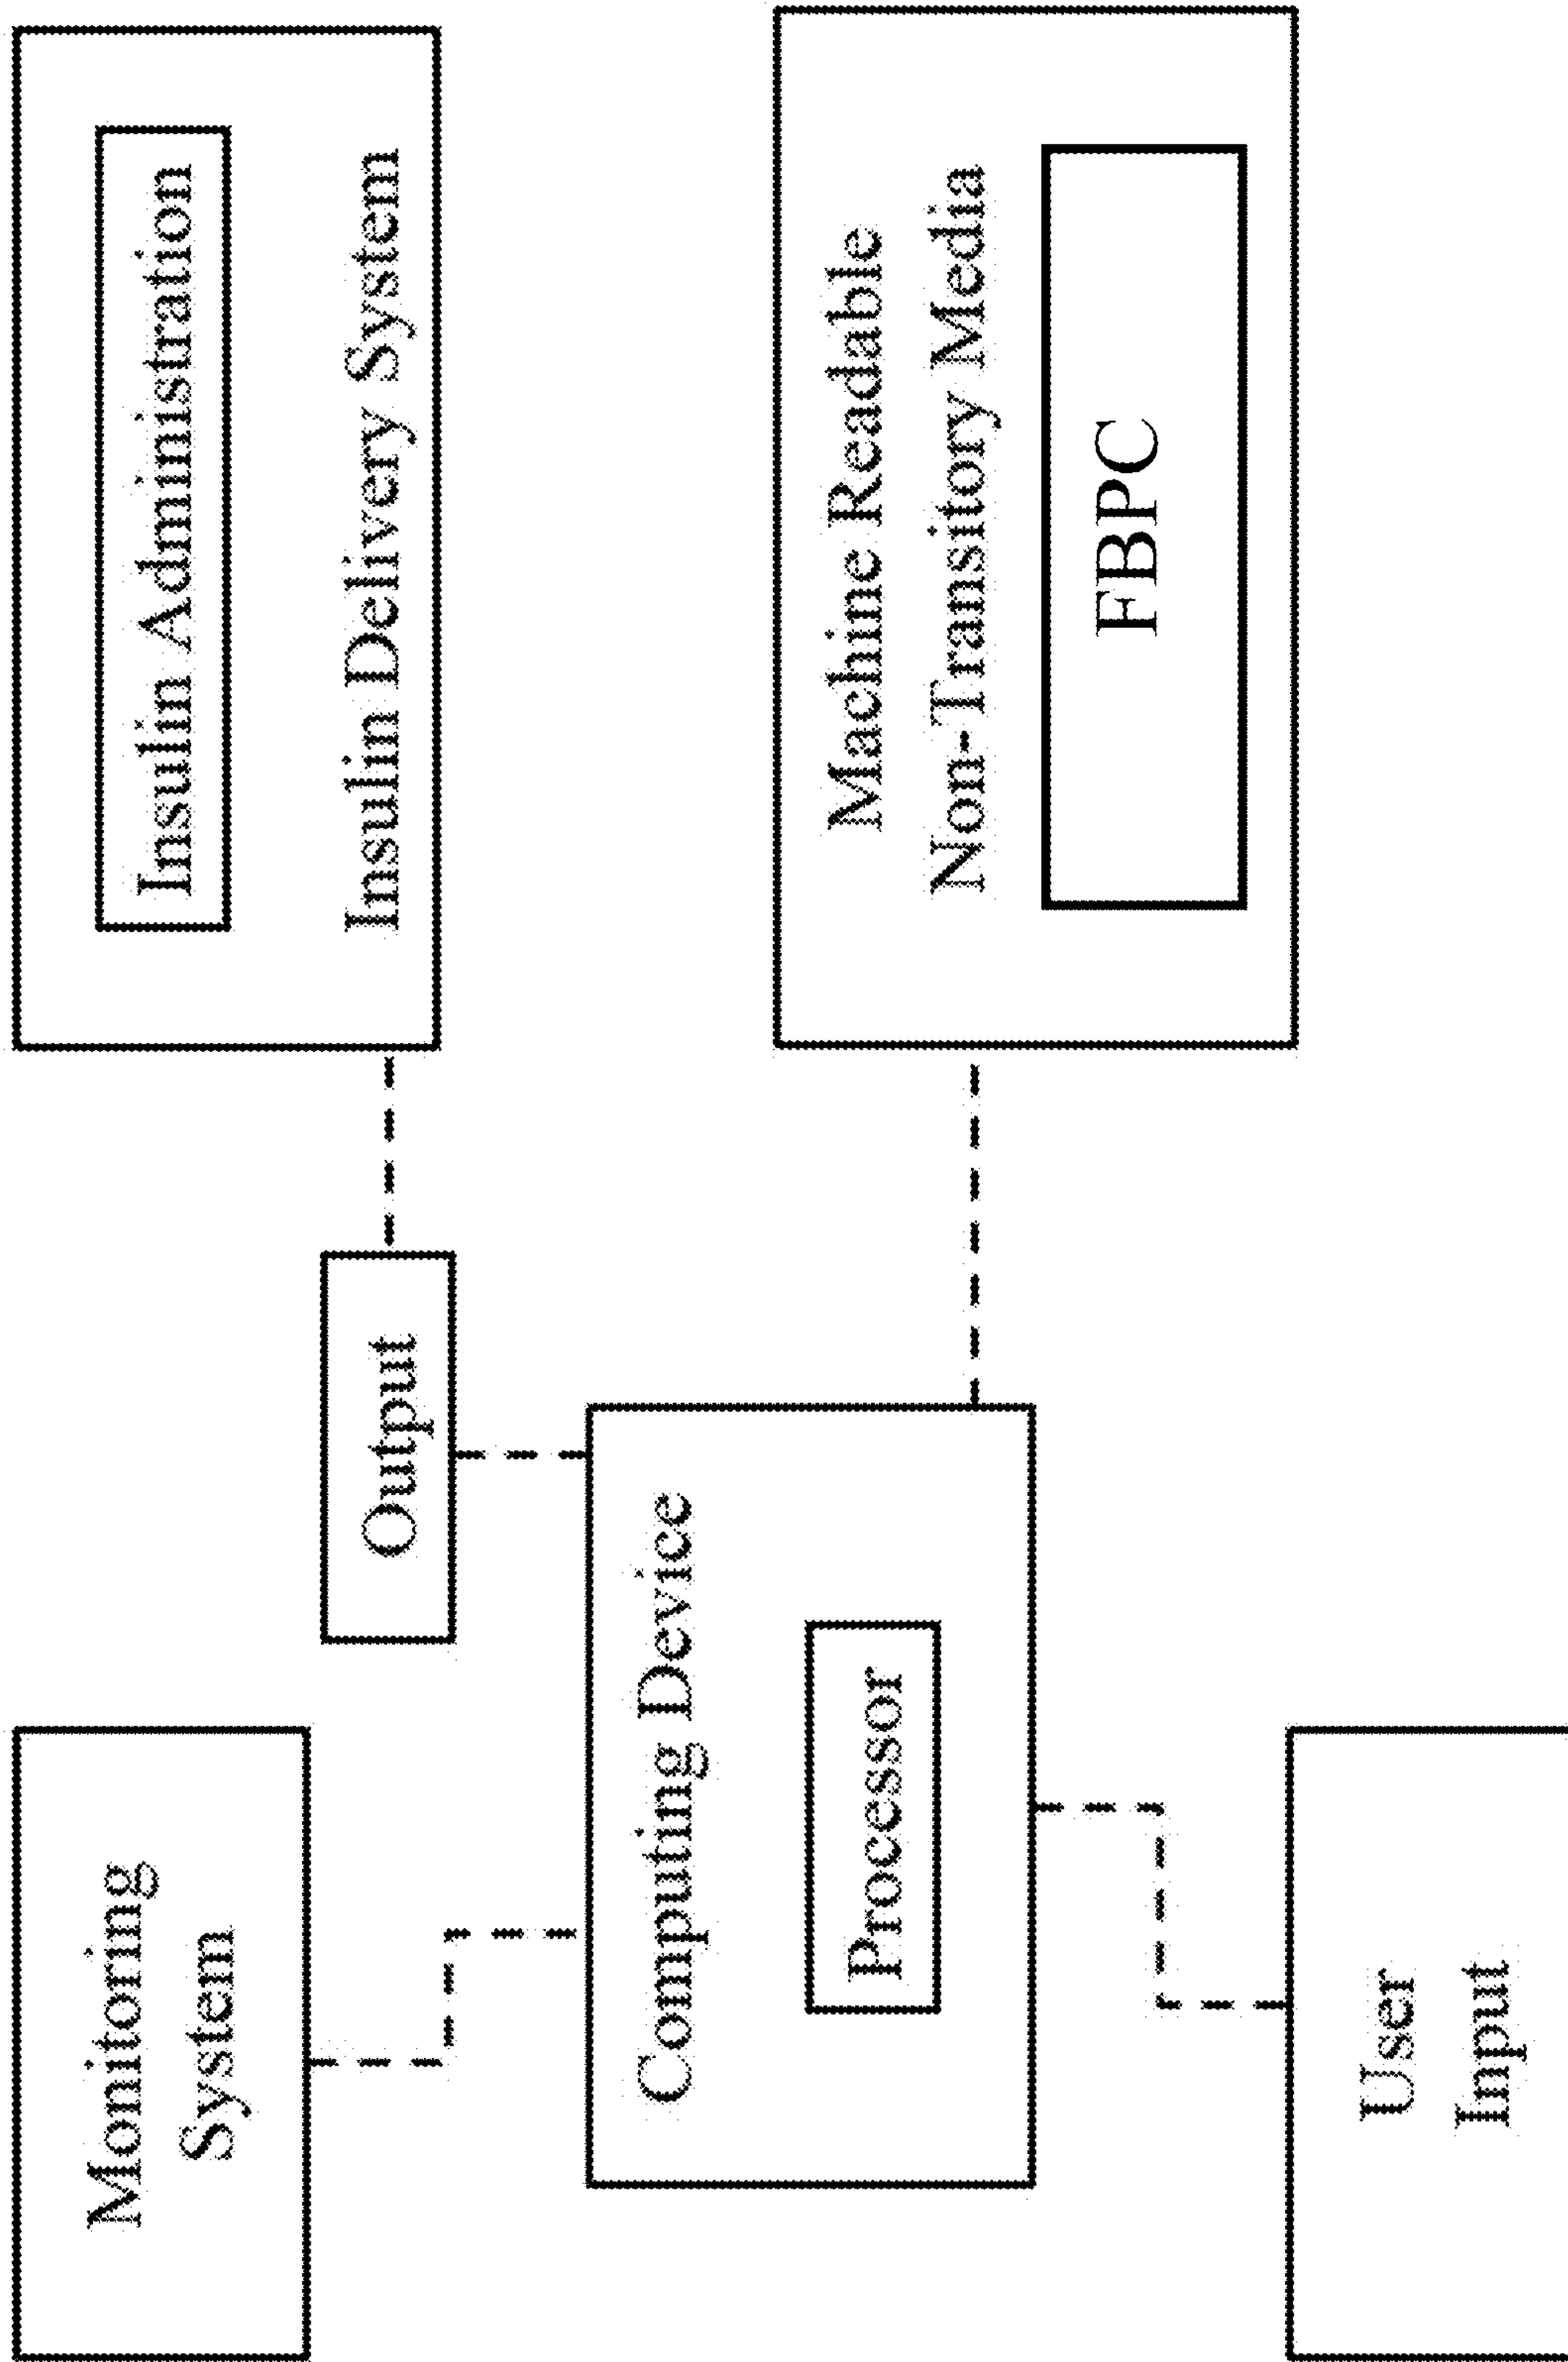 Monitoring
System
Output
Insulin Administration
Insulin Delivery System
Computing Device
Processor
Machine Readable
Non-Transitory Media
FBPC
User
Input